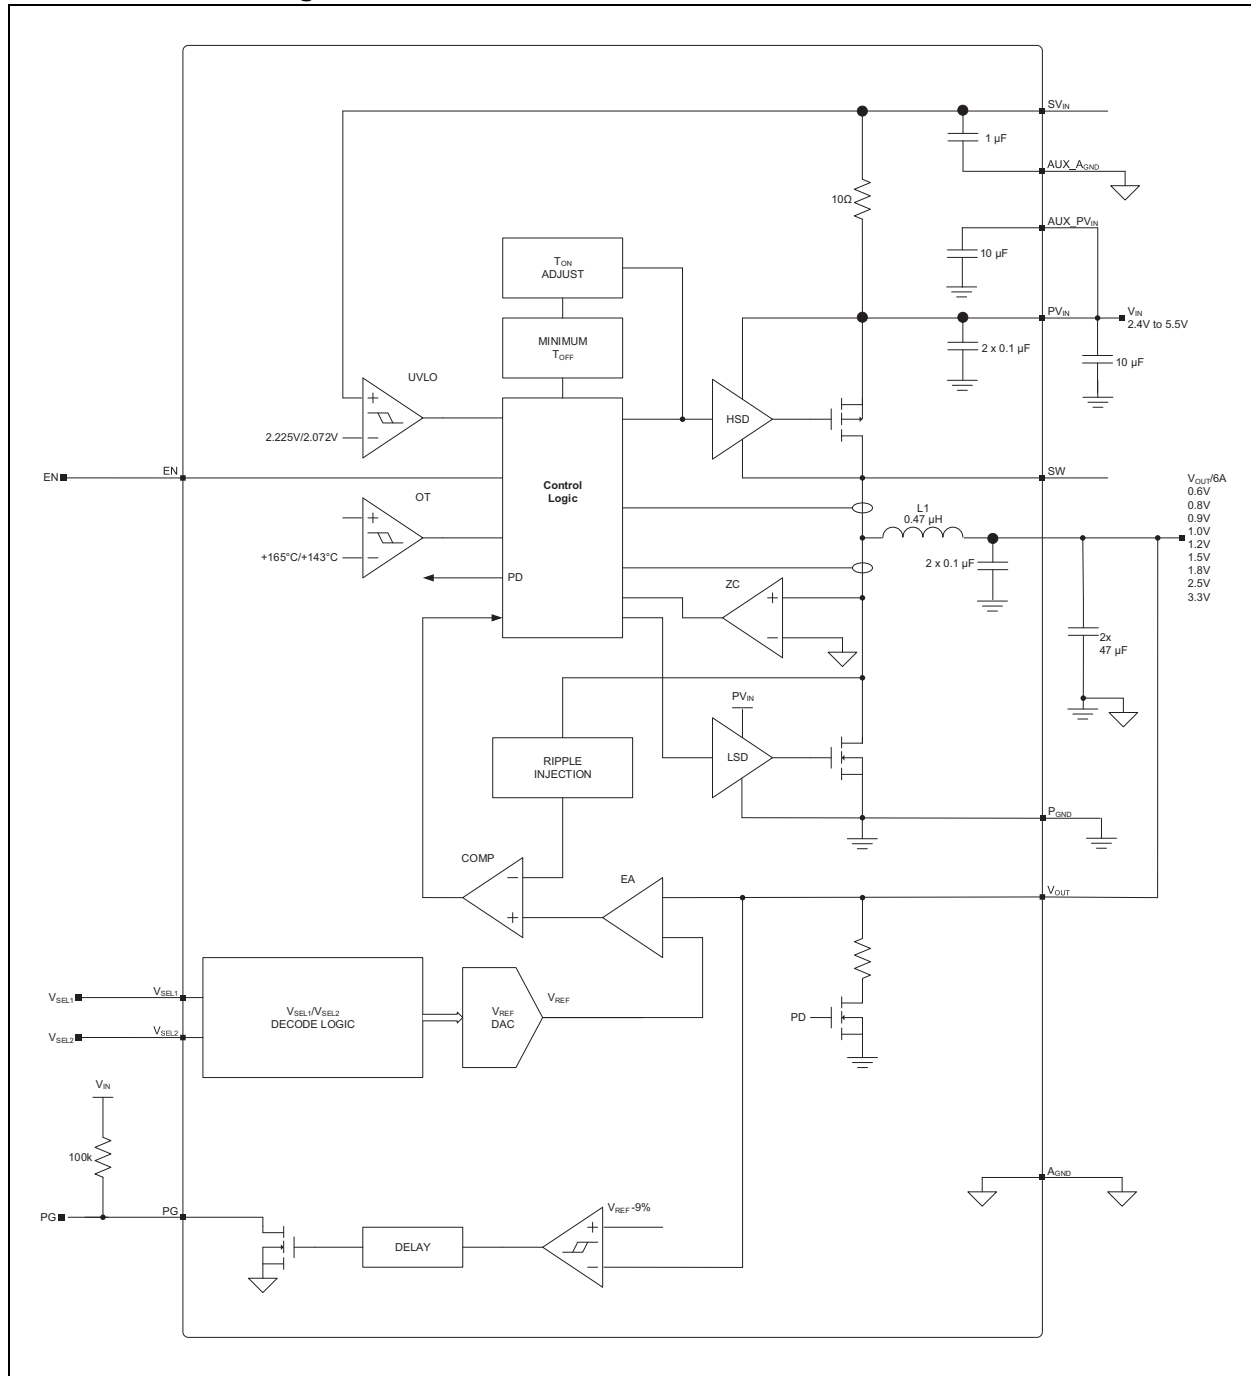 SVIN
1 µF
AUX_AGND
10Ω
AUX_PVIN
10 µF
TON
ADJUST
PVIN
VIN
2.4V to 5.5V
MINIMUM
TOFF
2 x 0.1 µF
10 µF
UVLO
+
HSD
2.225V/2.072V
−
EN
EN
SW
Control
Logic
OT
+
+165°C/+143°C
−
L1
0.47 µH
VOUT/6A
0.6V
0.8V
0.9V
1.0V
1.2V
1.5V
1.8V
2.5V
3.3V
2 x 0.1 µF
PD
ZC
+
−
2x
47 µF
PVIN
RIPPLE
INJECTION
LSD
PGND
COMP
−
+
EA
VOUT
VSEL1
VSEL1
VSEL2
VSEL2
VSEL1/VSEL2
DECODE LOGIC
VREF
DAC
VREF
PD
VIN
100k
AGND
PG
PG
DELAY
VREF -9%
+
−